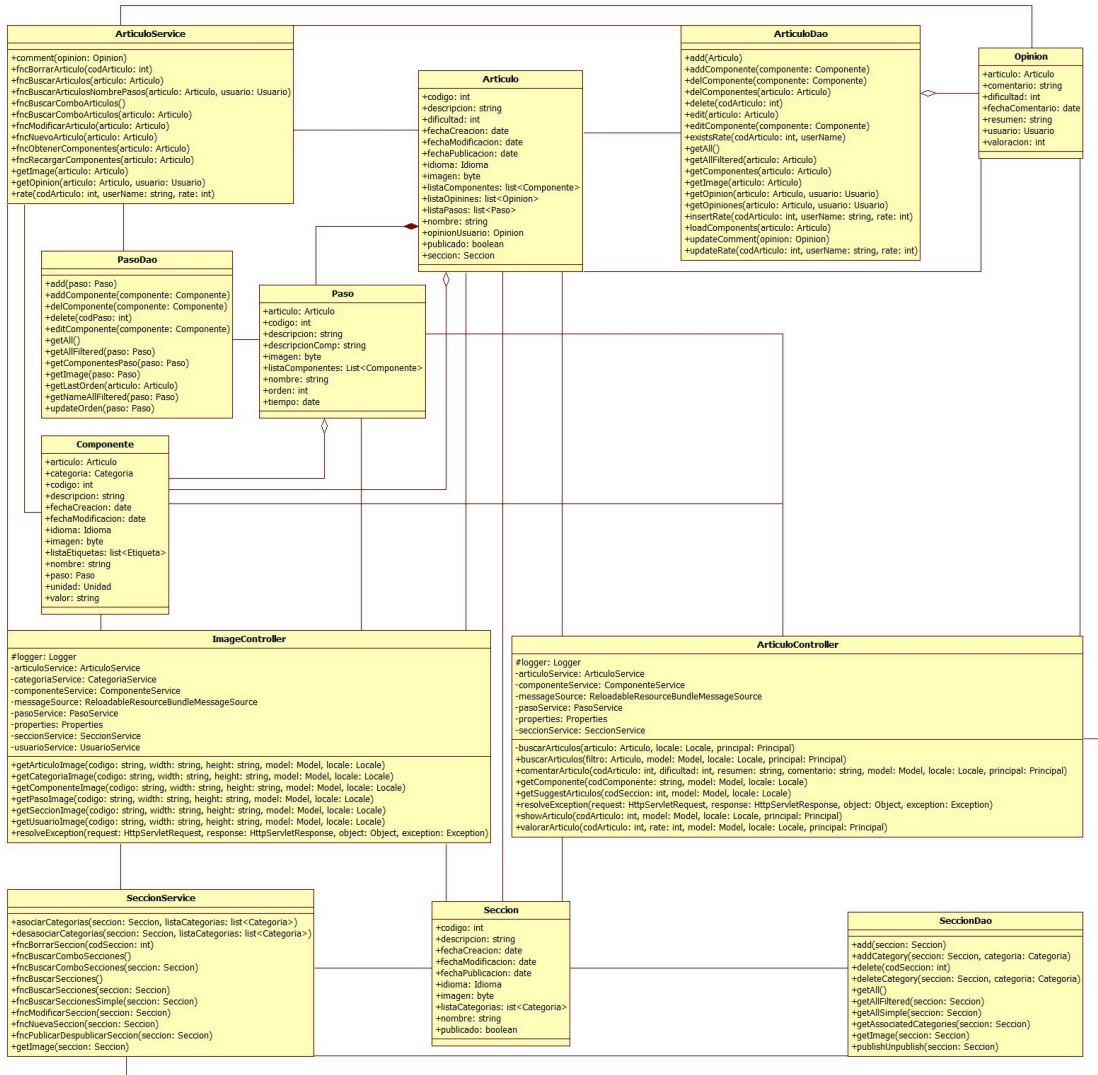 ArticuloService
+comment(opinion: Opinion)
+fncBorrarArticulo(codArticulo: int)
+fncBuscarArticulos(articulo: Articulo)
+fncBuscarArticulosNombrePasos(articulo: Articulo, usuario: Usuario)
+fncBuscarComboArticulos()
+fncBuscarComboArticulos(articulo: Articulo)
+fncModificarArticulo(articulo: Articulo)
+fncNuevoArticulo(articulo: Articulo)
+fncObtenerComponentes(articulo: Articulo)
+fncRecargarComponentes(articulo: Articulo)
+getImage(articulo: Articulo)
+getOpinion(articulo: Articulo, usuario: Usuario)
+rate(codArticulo: int, userName: string, rate: int)
Articulo
+codigo: int
+descripcion: string
+dificultad: int
+fechaCreacion: date
+fechaModificacion: date
+fechaPublicacion: date
+idioma: Idioma
+imagen: byte
+listaComponentes: list<Componente>
+listaOpinines: list<Opinion>
+listaPasos: list<Paso>
+nombre: string
+opinionUsuario: Opinion
+publicado: boolean
+seccion: Seccion
ArticuloDao
+add(Articulo)
+addComponente(componente: Componente)
+delComponente(componente: Componente)
+delComponentes(articulo: Articulo)
+delete(codArticulo: int)
+edit(articulo: Articulo)
+editComponente(componente: Componente)
+existsRate(codArticulo: int, userName)
+getAll()
+getAllFiltered(articulo: Articulo)
+getComponentes(articulo: Articulo)
+getImage(articulo: Articulo)
+getOpinion(articulo: Articulo, usuario: Usuario)
+getOpiniones(articulo: Articulo, usuario: Usuario)
+insertRate(codArticulo: int, userName: string, rate: int)
+loadComponents(articulo: Articulo)
+updateComment(opinion: Opinion)
+updateRate(codArticulo: int, userName: string, rate: int)
Opinion
+articulo: Articulo
+comentario: string
+dificultad: int
+fechaComentario: date
+resumen: string
+usuario: Usuario
+valoracion: int
PasoDao
+add(paso: Paso)
+addComponente(componente: Componente)
+delComponente(componente: Componente)
+delete(codPaso: int)
+editComponente(componente: Componente)
+getAll()
+getAllFiltered(paso: Paso)
+getComponentesPaso(paso: Paso)
+getImage(paso: Paso)
+getLastOrden(articulo: Articulo)
+getNameAllFiltered(paso: Paso)
+updateOrden(paso: Paso)
Paso
+articulo: Articulo
+codigo: int
+descripcion: string
+descripcionComp: string
+imagen: byte
+listaComponentes: List<Componente>
+nombre: string
+orden: int
+tiempo: date
Componente
+articulo: Articulo
+categoria: Categoria
+codigo: int
+descripcion: string
+fechaCreacion: date
+fechaModificacion: date
+idioma: Idioma
+imagen: byte
+listaEtiquetas: list<Etiqueta>
+nombre: string
+paso: Paso
+unidad: Unidad
+valor: string
ImageController
#logger: Logger
-articuloService: ArticuloService
-categoriaService: CategoriaService
-componenteService: ComponenteService
-messageSource: ReloadableResourceBundleMessageSource
-pasoService: PasoService
-properties: Properties
-seccionService: SeccionService
-usuarioService: UsuarioService
+getArticuloImage(codigo: string, width: string, height: string, model: Model, locale: Locale)
+getCategoriaImage(codigo: string, width: string, height: string, model: Model, locale: Locale)
+getComponenteImage(codigo: string, width: string, height: string, model: Model, locale: Locale)
+getPasoImage(codigo: string, width: string, height: string, model: Model, locale: Locale)
+getSeccionImage(codigo: string, width: string, height: string, model: Model, locale: Locale)
+getUsuarioImage(codigo: string, width: string, height: string, model: Model, locale: Locale)
+resolveException(request: HttpServletRequest, response: HttpServletResponse, object: Object, exception: Exception)
ArticuloController
#logger: Logger
-articuloService: ArticuloService
-componenteService: ComponenteService
-messageSource: ReloadableResourceBundleMessageSource
-pasoService: PasoService
-properties: Properties
-seccionService: SeccionService
-buscarArticulos(articulo: Articulo, locale: Locale, principal: Principal)
+buscarArticulos(filtro: Articulo, model: Model, locale: Locale, principal: Principal)
+comentarArticulo(codArticulo: int, dificultad: int, resumen: string, comentario: string, model: Model, locale: Locale, principal: Principal)
+getComponente(codComponente: string, model: Model, locale: Locale)
+getSuggestArticulos(codSeccion: int, model: Model, locale: Locale)
+resolveException(request: HttpServletRequest, response: HttpServletResponse, object: Object, exception: Exception)
+showArticulo(codArticulo: int, model: Model, locale: Locale, principal: Principal)
+valorarArticulo(codArticulo: int, rate: int, model: Model, locale: Locale, principal: Principal)
SeccionService
+asociarCategorias(seccion: Seccion, listaCategorias: list<Categoria>)
+desasociarCategorias(seccion: Seccion, listaCategorias: list<Categoria>)
+fncBorrarSeccion(codSeccion: int)
+fncBuscarComboSecciones()
+fncBuscarComboSecciones(seccion: Seccion)
+fncBuscarSecciones()
+fncBuscarSecciones(seccion: Seccion)
+fncBuscarSeccionesSimple(seccion: Seccion)
+fncModificarSeccion(seccion: Seccion)
+fncNuevaSeccion(seccion: Seccion)
+fncPublicarDespublicarSeccion(seccion: Seccion)
+getImage(seccion: Seccion)
Seccion
+codigo: int
+descripcion: string
+fechaCreacion: date
+fechaModificacion: date
+fechaPublicacion: date
+idioma: Idioma
+imagen: byte
+listaCategorias: ist<Categoria>
+nombre: string
+publicado: boolean
SeccionDao
+add(seccion: Seccion)
+addCategory(seccion: Seccion, categoria: Categoria)
+delete(codSeccion: int)
+deleteCategory(seccion: Seccion, categoria: Categoria)
+getAll()
+getAllFiltered(seccion: Seccion)
+getAllSimple(seccion: Seccion)
+getAssociatedCategories(seccion: Seccion)
+getImage(seccion: Seccion)
+publishUnpublish(seccion: Seccion)